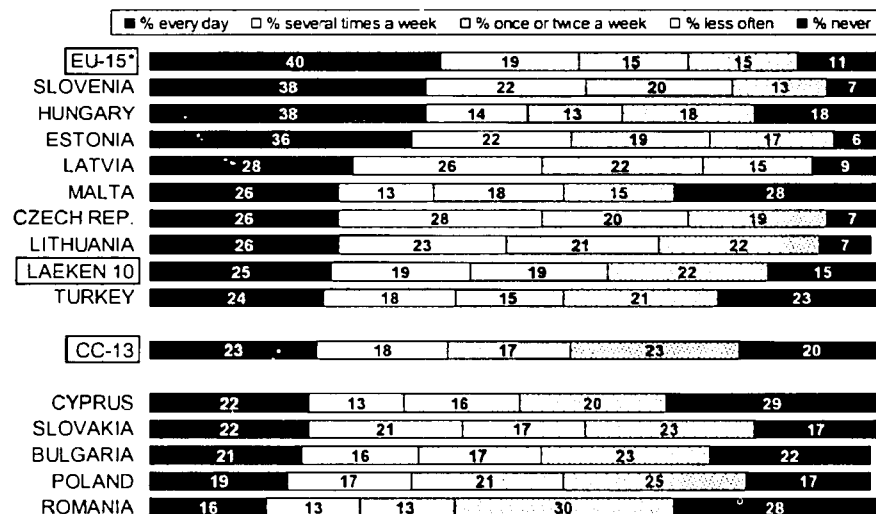 ■ % every day □ % several times a week □ % once or twice a week □ % less often ■ % never
EU-15* 40 19 15 15 11
SLOVENIA 38 22 20 13 7
HUNGARY 38 14 13 18 18
ESTONIA 36 22 19 17 6
LATVIA 28 26 22 15 9
MALTA 26 13 18 15 28
CZECH REP. 26 28 20 19 7
LITHUANIA 26 23 21 22 7
LAEKEN 10 25 19 19 22 15
TURKEY 24 18 15 21 23
CC-13 23 18 17 23 20
CYPRUS 22 13 16 20 29
SLOVAKIA 22 21 17 23 17
BULGARIA 21 16 17 23 22
POLAND 19 17 21 25 17
ROMANIA 16 13 13 30 28